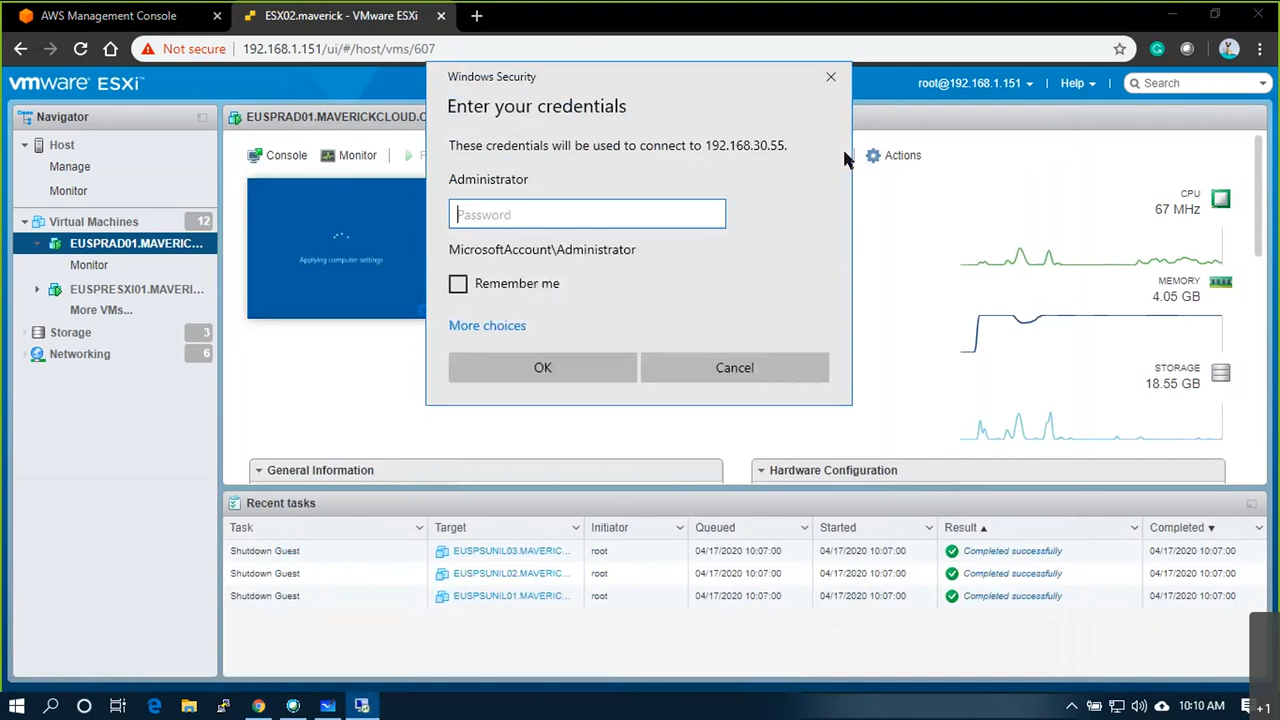 AWS Management Console
ESX02.maverick - VMware ESXi
Not secure
192.168.1.151/ui/#/host/vms/607
vmware ESXi™
root@192.168.1.151
Help
Search
Navigator
Host
Manage
Monitor
Virtual Machines
12
EUSPRAD01.MAVERIC...
Monitor
EUSPRESXI01.MAVERI...
More VMs...
Storage
3
Networking
6
EUSPRAD01.MAVERICKCLOUD.C
Console
Monitor
Actions
Applying computer settings
Windows Security
Enter your credentials
These credentials will be used to connect to 192.168.30.55.
Administrator
Password
MicrosoftAccount\Administrator
Remember me
More choices
OK
Cancel
CPU
67 MHz
MEMORY
4.05 GB
STORAGE
18.55 GB
General Information
Hardware Configuration
Recent tasks
Task Target Initiator Queued Started Result Completed
Shutdown Guest EUSPSUNIL03.MAVERIC... root 04/17/2020 10:07:00 04/17/2020 10:07:00 Completed successfully 04/17/2020 10:07:00
Shutdown Guest EUSPSUNIL02.MAVERIC... root 04/17/2020 10:07:00 04/17/2020 10:07:00 Completed successfully 04/17/2020 10:07:00
Shutdown Guest EUSPSUNIL01.MAVERIC... root 04/17/2020 10:07:00 04/17/2020 10:07:00 Completed successfully 04/17/2020 10:07:00
10:10 AM
+1